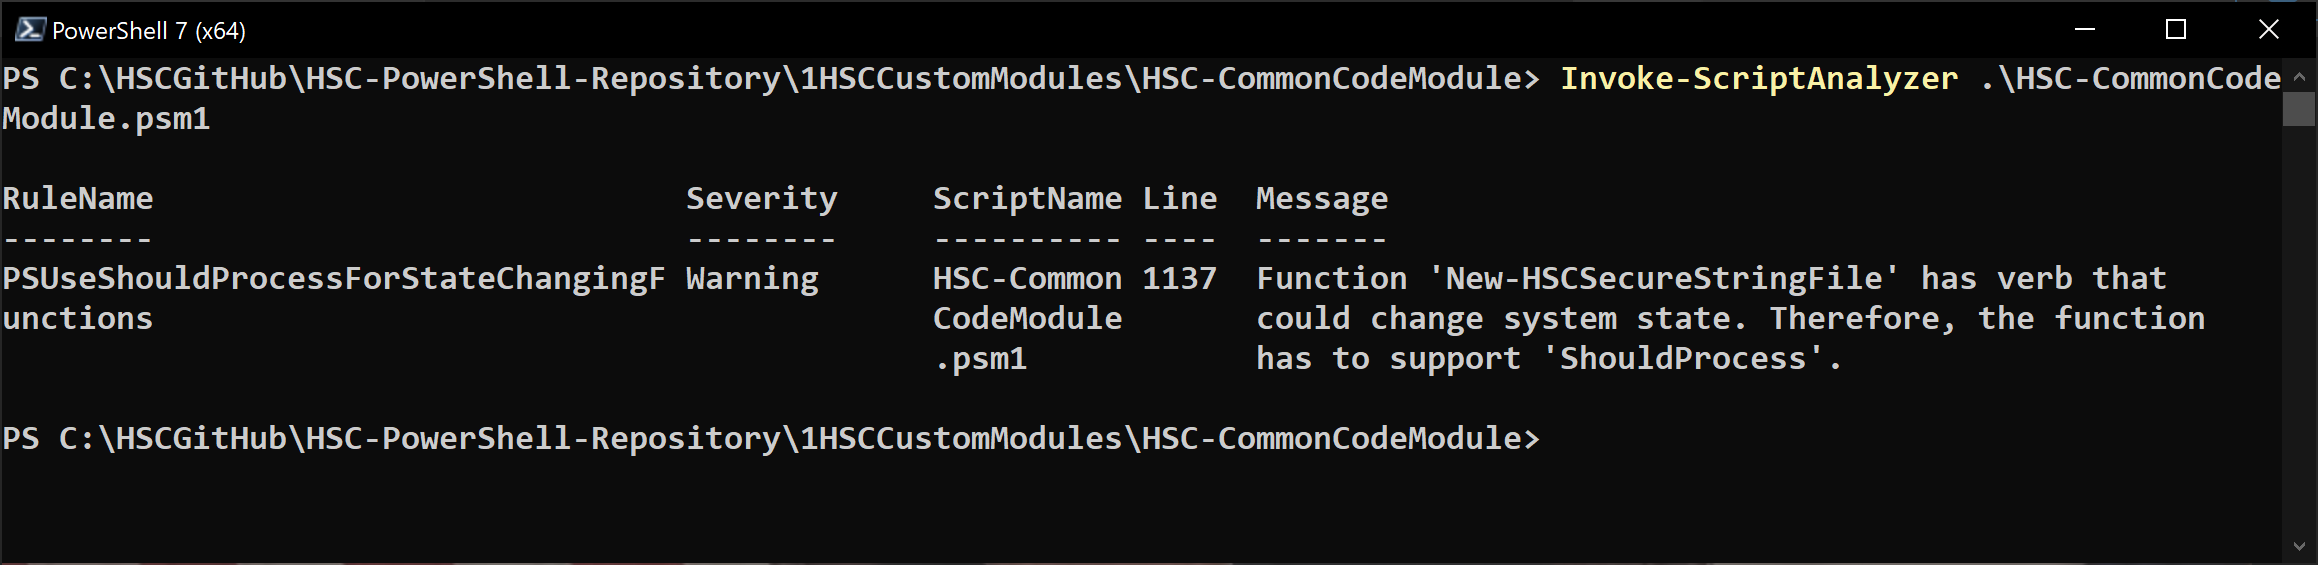 PowerShell 7 (x64)
PS C:\HSCGitHub\HSC-PowerShell-Repository\1HSCCustomModules\HSC-CommonCodeModule> Invoke-ScriptAnalyzer .\HSC-CommonCode
Module.psm1
RuleName                            Severity     ScriptName Line  Message
--------                            --------     ---------- ----  -------
PSUseShouldProcessForStateChangingF Warning      HSC-Common 1137  Function 'New-HSCSecureStringFile' has verb that
unctions                                         CodeModule       could change system state. Therefore, the function
                                                 .psm1            has to support 'ShouldProcess'.
PS C:\HSCGitHub\HSC-PowerShell-Repository\1HSCCustomModules\HSC-CommonCodeModule>